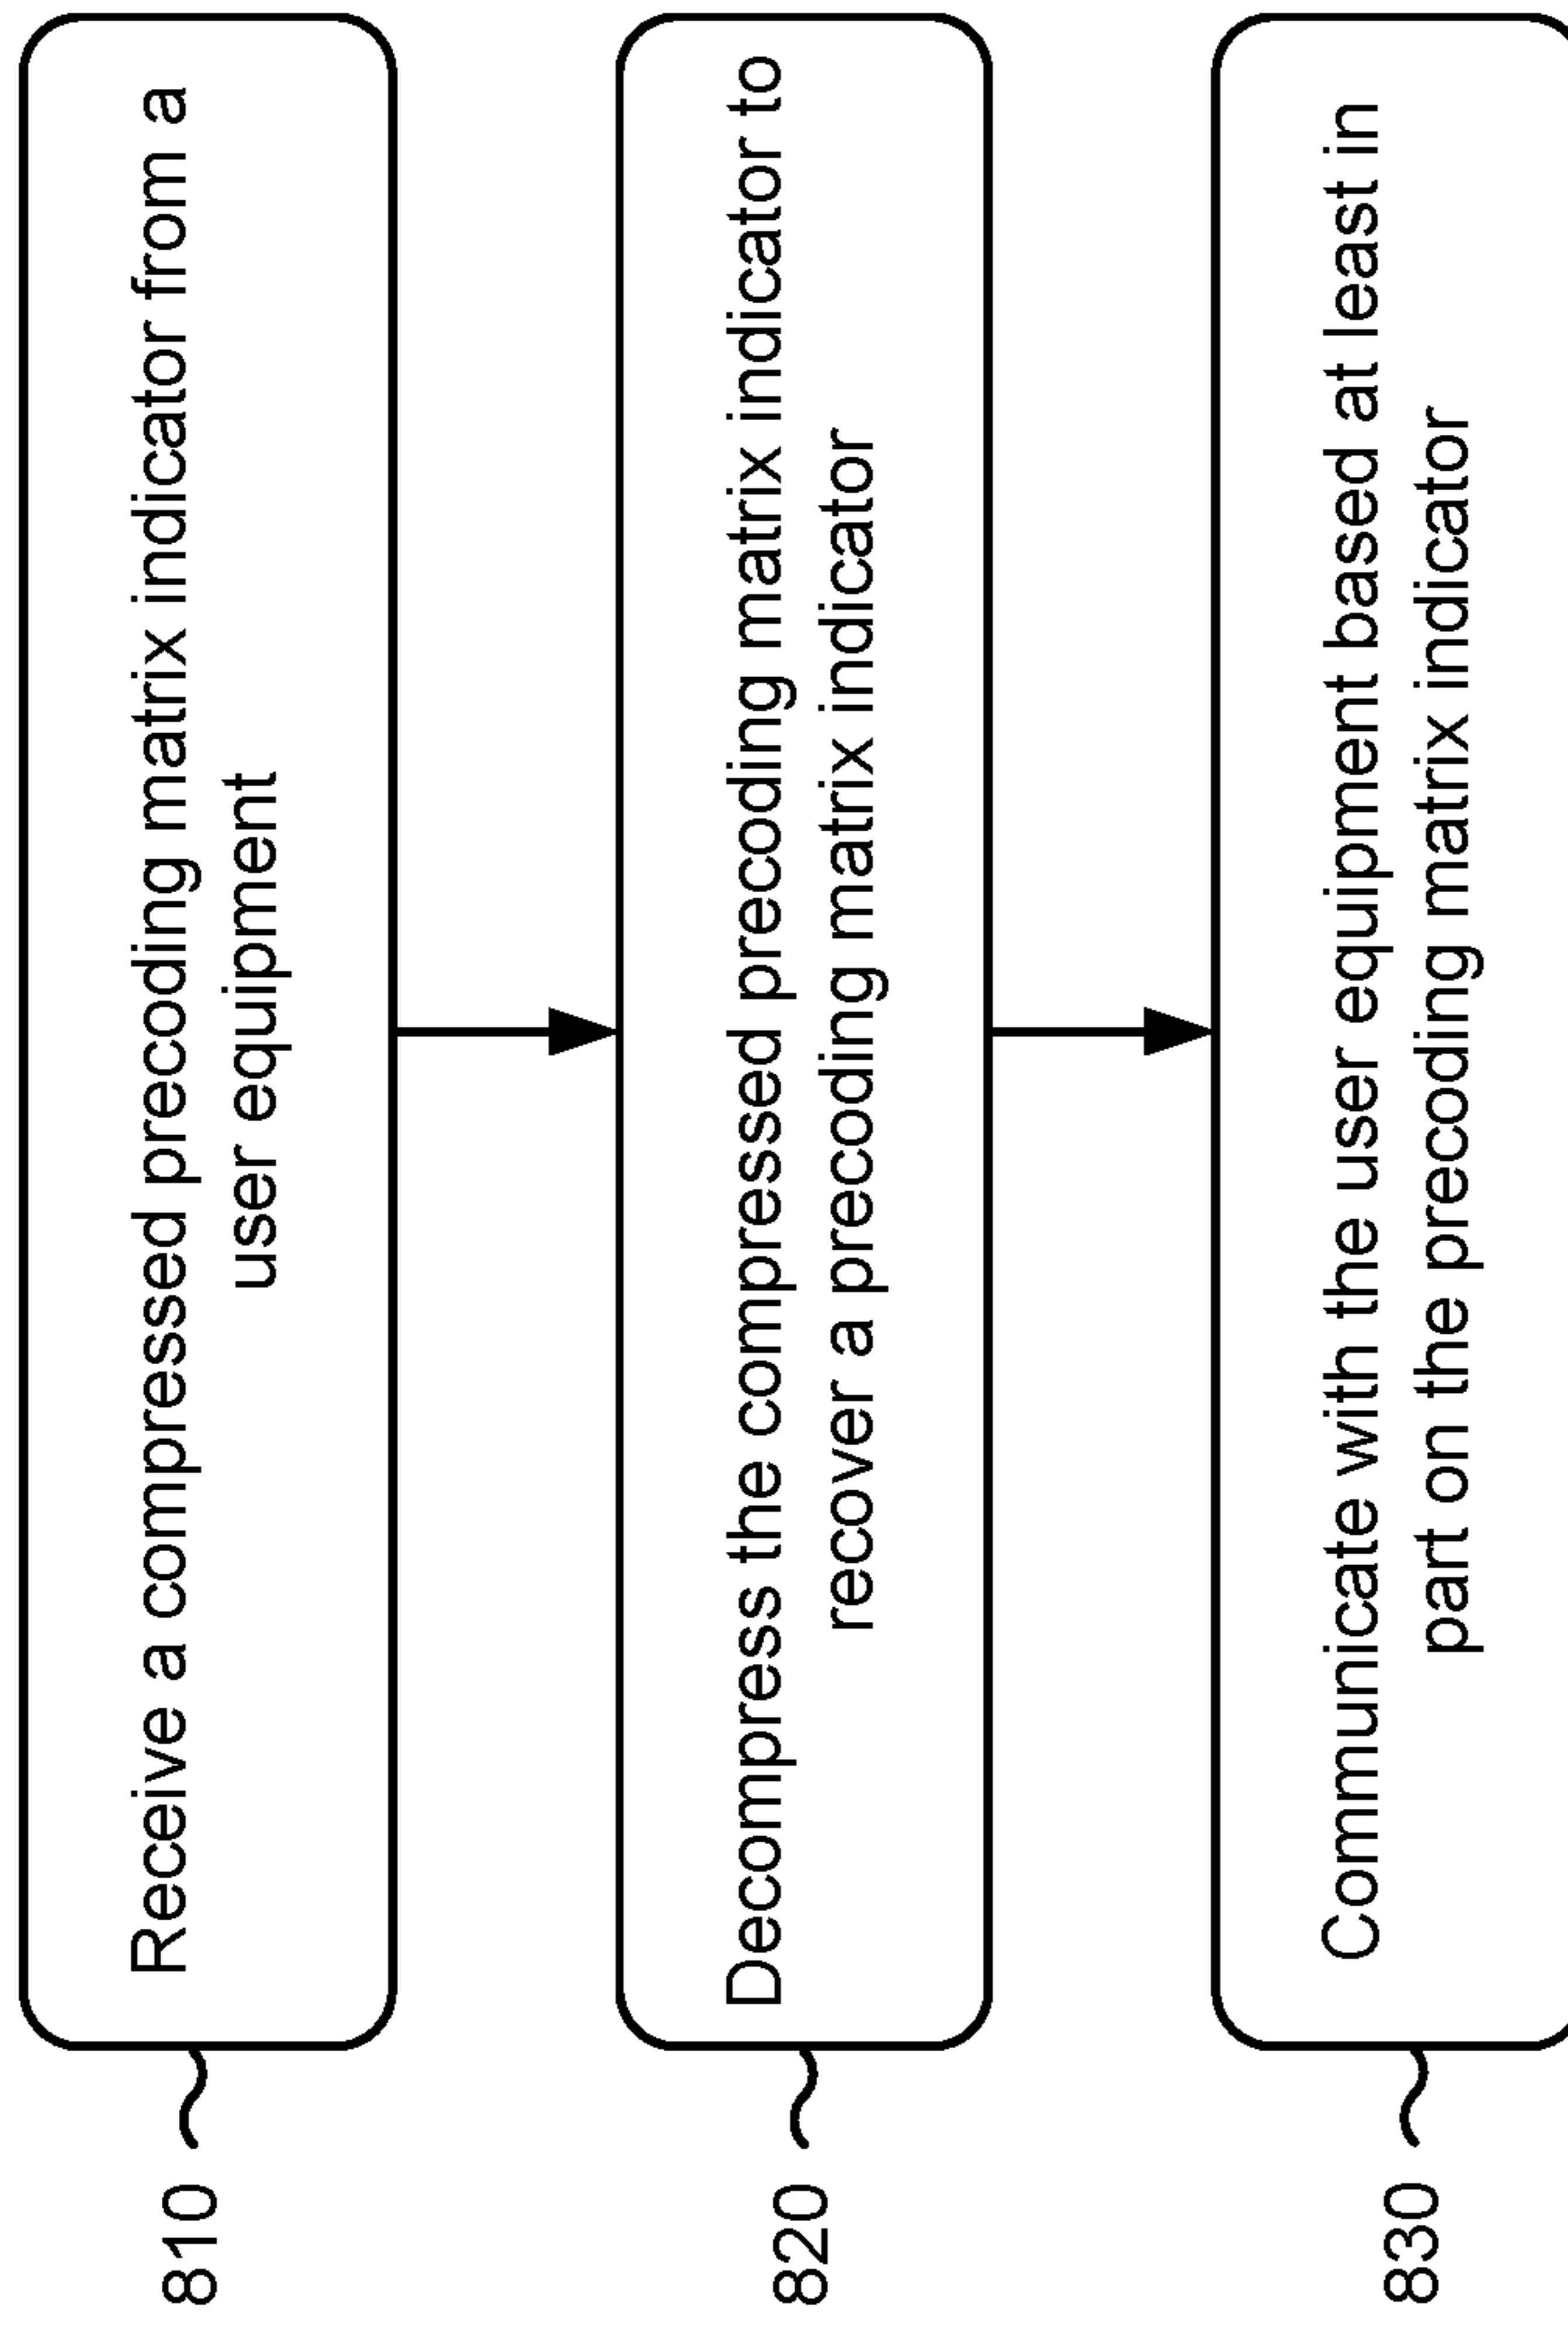 810
Receive a compressed precoding matrix indicator from a
user equipment
820
Decompress the compressed precoding matrix indicator to
recover a precoding matrix indicator
830
Communicate with the user equipment based at least in
part on the precoding matrix indicator